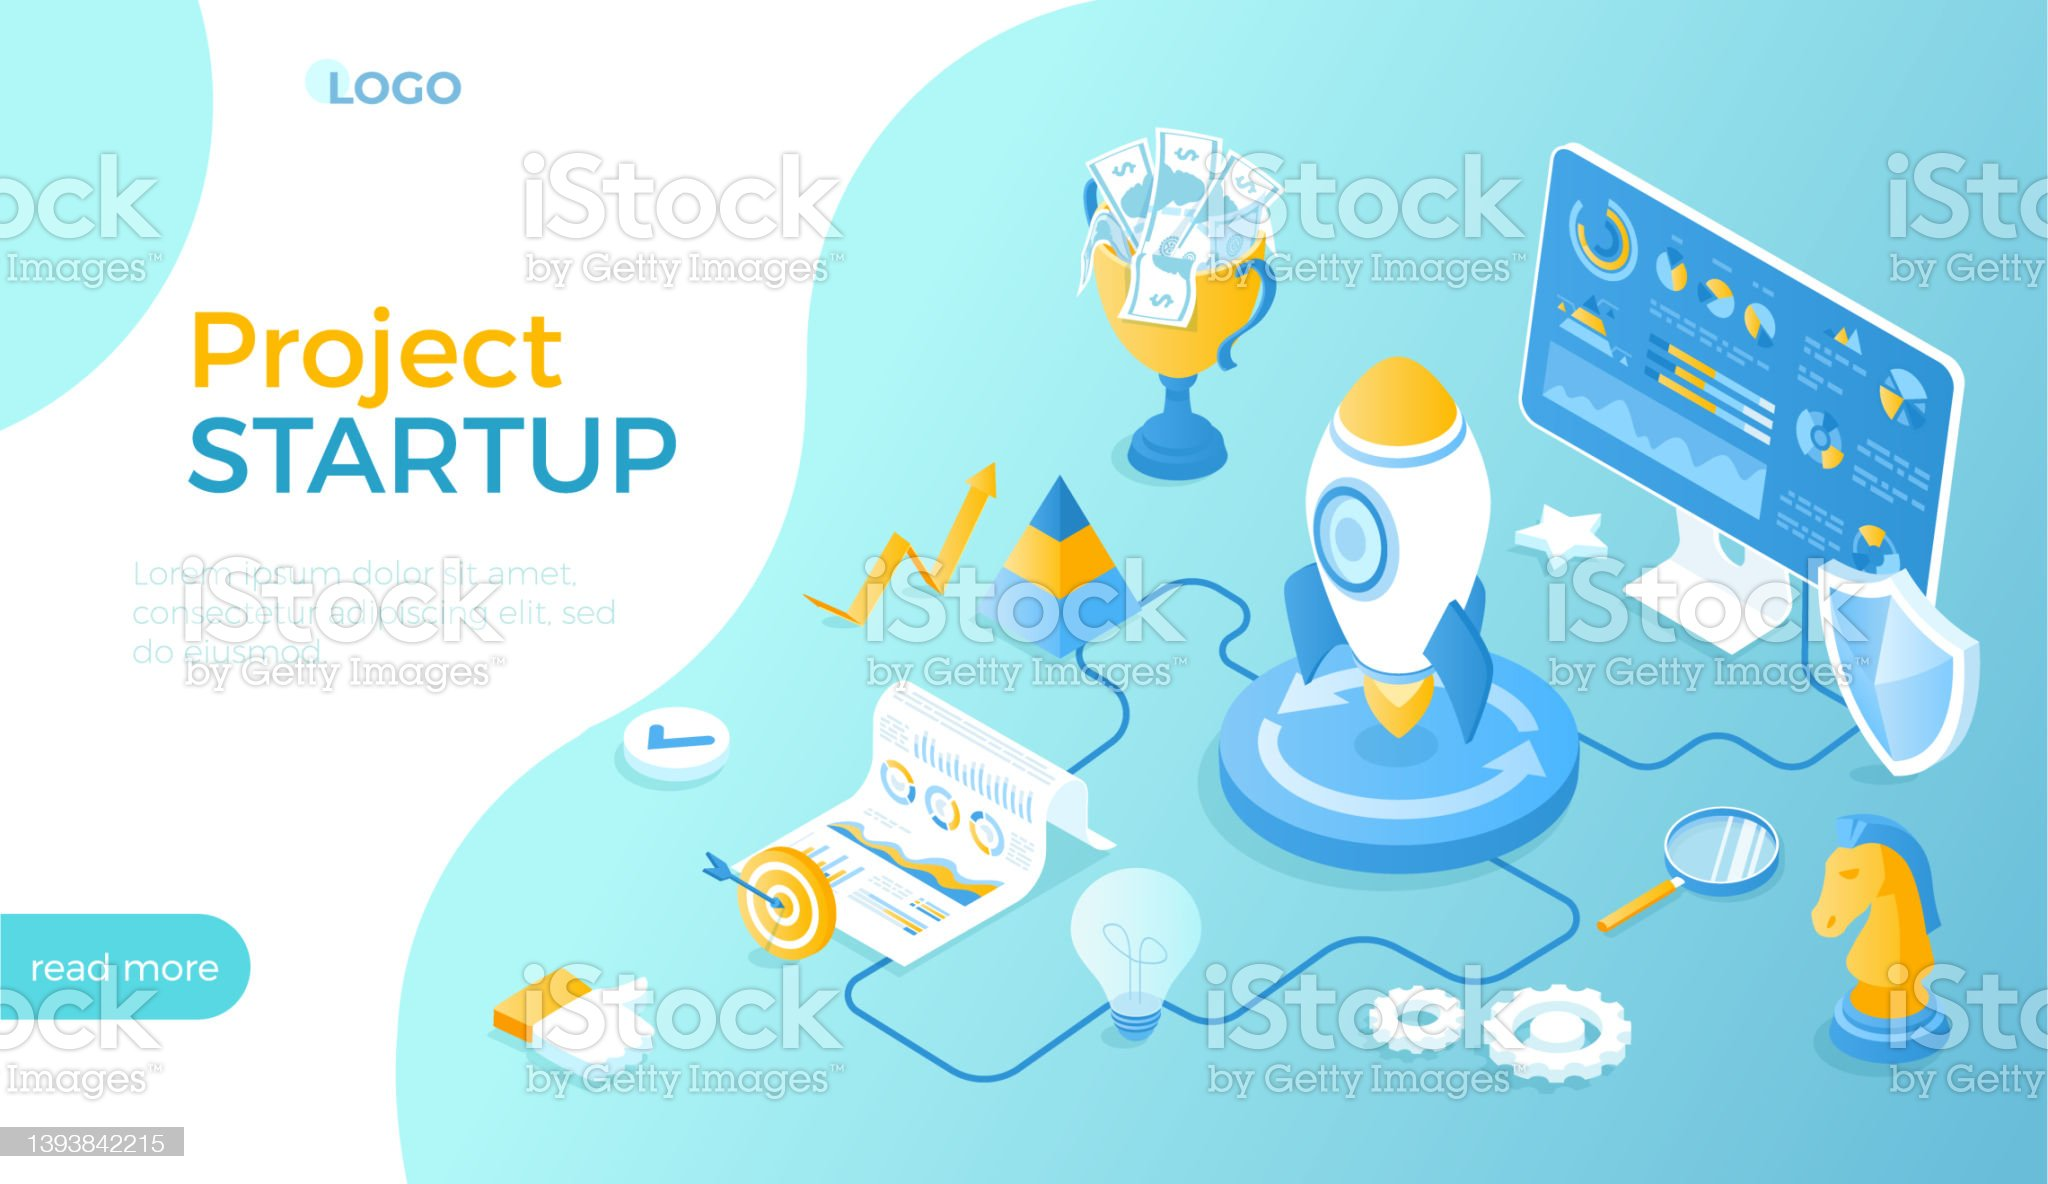 LOGO
Project
STARTUP
Lorem ipsum dolor sit amet,
consectetur adipiscing elit, sed
do eiusmod.
read more
iStock
by Getty Images™
1393842215